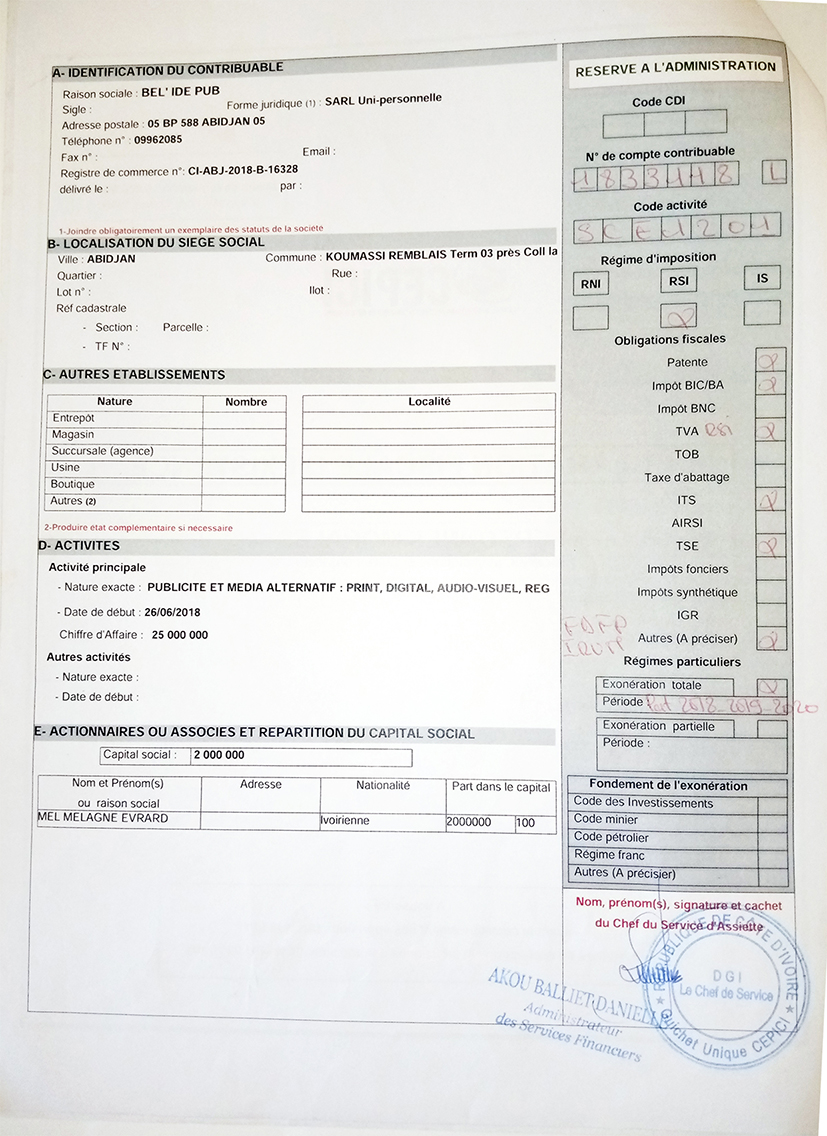 A- IDENTIFICATION DU CONTRIBUABLE
Raison sociale : BEL' IDE PUB
Sigle :
Forme juridique (1) : SARL Uni-personnelle
Adresse postale : 05 BP 588 ABIDJAN 05
Téléphone n° : 09962085
Fax n° :
Email :
Registre de commerce n°: CI-ABJ-2018-B-16328
délivré le :
par :
1-Joindre obligatoirement un exemplaire des statuts de la société
B- LOCALISATION DU SIEGE SOCIAL
Ville : ABIDJAN
Commune : KOUMASSI REMBLAIS Term 03 près Coll la
Quartier :
Rue :
Lot n° :
Ilot :
Réf cadastrale
- Section :
Parcelle :
- TF N° :
C- AUTRES ETABLISSEMENTS
Nature Nombre Localité
Entrepôt
Magasin
Succursale (agence)
Usine
Boutique
Autres (2)
2-Produire état complementaire si necessaire
D- ACTIVITES
Activité principale
- Nature exacte : PUBLICITE ET MEDIA ALTERNATIF : PRINT, DIGITAL, AUDIO-VISUEL, REG
- Date de début : 26/06/2018
Chiffre d'Affaire : 25 000 000
Autres activités
- Nature exacte :
- Date de début :
E- ACTIONNAIRES OU ASSOCIES ET REPARTITION DU CAPITAL SOCIAL
Capital social : 2 000 000
Nom et Prénom(s) Adresse Nationalité Part dans le capital
ou raison social
MEL MELAGNE EVRARD Ivoirienne 2000000 100
RESERVE A L'ADMINISTRATION
Code CDI
N° de compte contribuable
1833448 L
Code activité
SCE1201
Régime d'imposition
RNI RSI IS
Obligations fiscales
Patente
Impôt BIC/BA
Impôt BNC
TVA RSI
TOB
Taxe d'abattage
ITS
AIRSI
TSE
Impôts fonciers
Impôts synthétique
IGR
FDFP
Autres (A préciser)
IRVM
Régimes particuliers
Exonération totale
Période Pat 2018_2019_2020
Exonération partielle
Période :
Fondement de l'exonération
Code des Investissements
Code minier
Code pétrolier
Régime franc
Autres (A précisier)
Nom, prénom(s), signature et cachet
du Chef du Service d'Assiette
AKOU BALLIET DANIELLE
Administrateur
des Services Financiers
REPUBLIQUE DE CÔTE D'IVOIRE
DGI
Le Chef de Service
Guichet Unique CEPICI